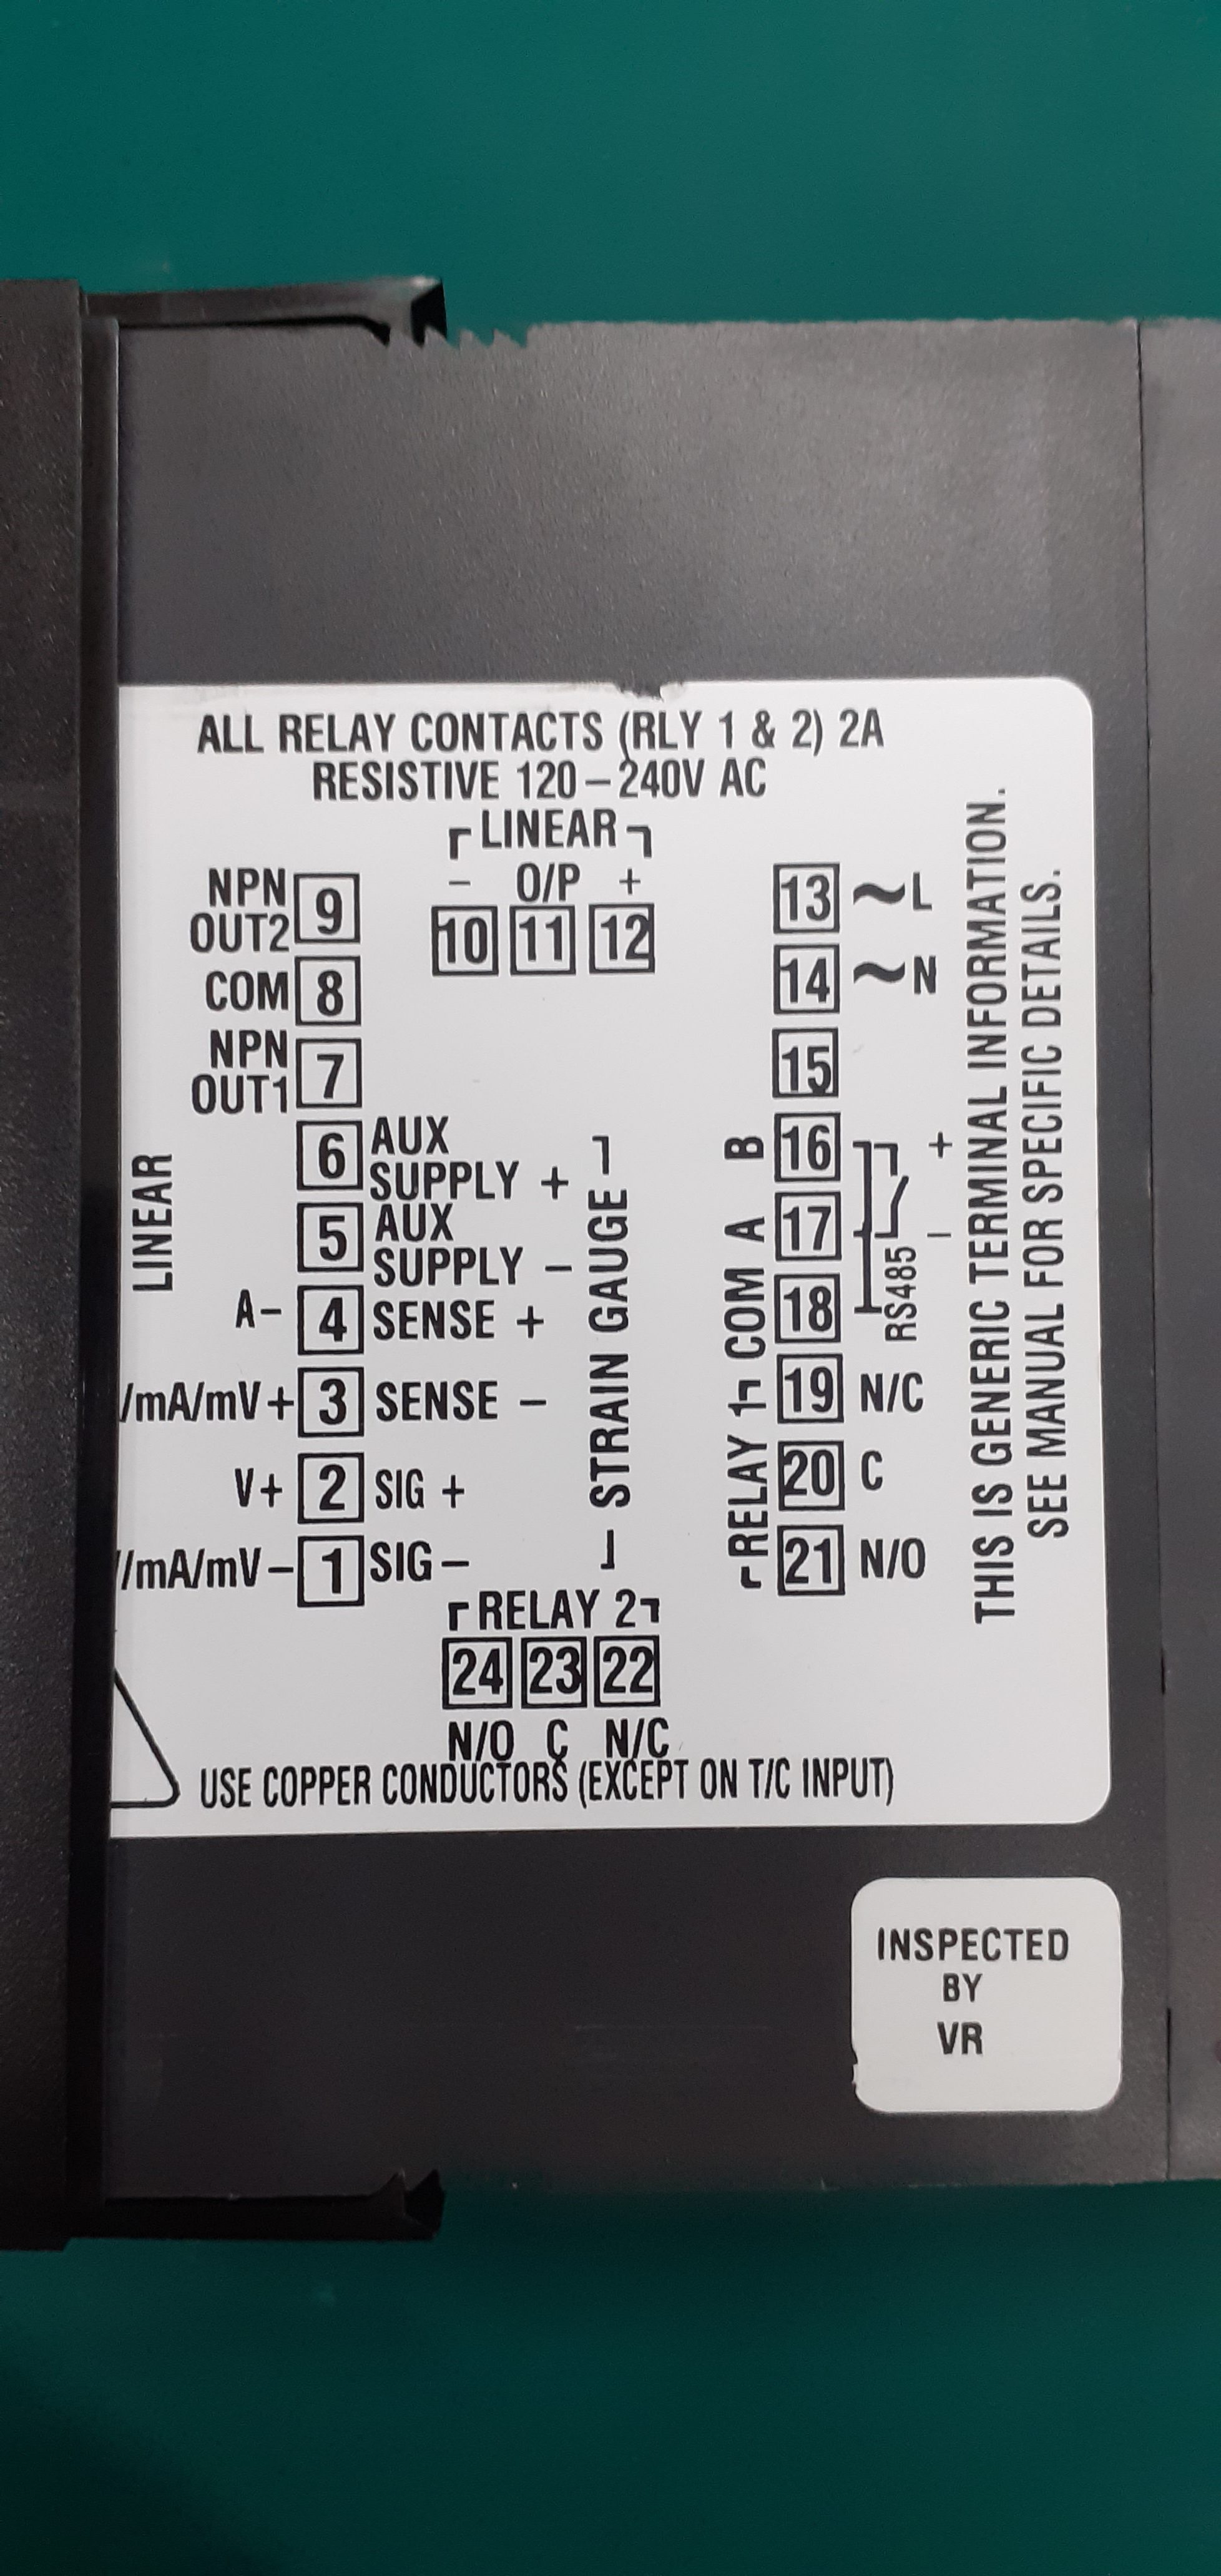 ALL RELAY CONTACTS (RLY 1 & 2) 2A
RESISTIVE 120–240V AC
LINEAR
– O/P +
10 11 12
NPN OUT2 9
COM 8
NPN OUT1 7
6 AUX SUPPLY +
5 AUX SUPPLY –
A– 4 SENSE +
/mA/mV+ 3 SENSE –
V+ 2 SIG +
/mA/mV– 1 SIG –
LINEAR
STRAIN GAUGE
13 ~L
14 ~N
15
B 16 +
A 17 –
COM 18
RS485
RELAY 1
19 N/C
20 C
21 N/O
RELAY 2
24 23 22
N/O C N/C
USE COPPER CONDUCTORS (EXCEPT ON T/C INPUT)
THIS IS GENERIC TERMINAL INFORMATION.
SEE MANUAL FOR SPECIFIC DETAILS.
INSPECTED
BY
VR